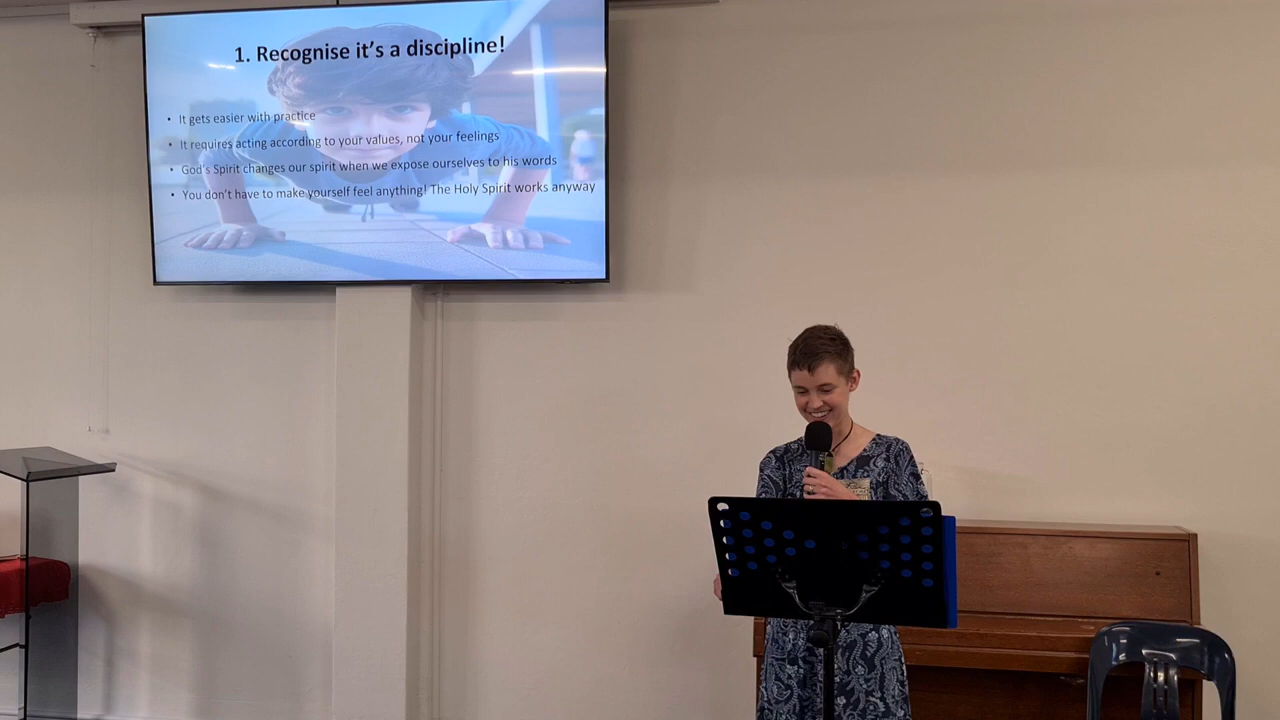 1. Recognise it's a discipline!
• It gets easier with practice
• It requires acting according to your values, not your feelings
• God's Spirit changes our spirit when we expose ourselves to his words
• You don't have to make yourself feel anything! The Holy Spirit works anyway